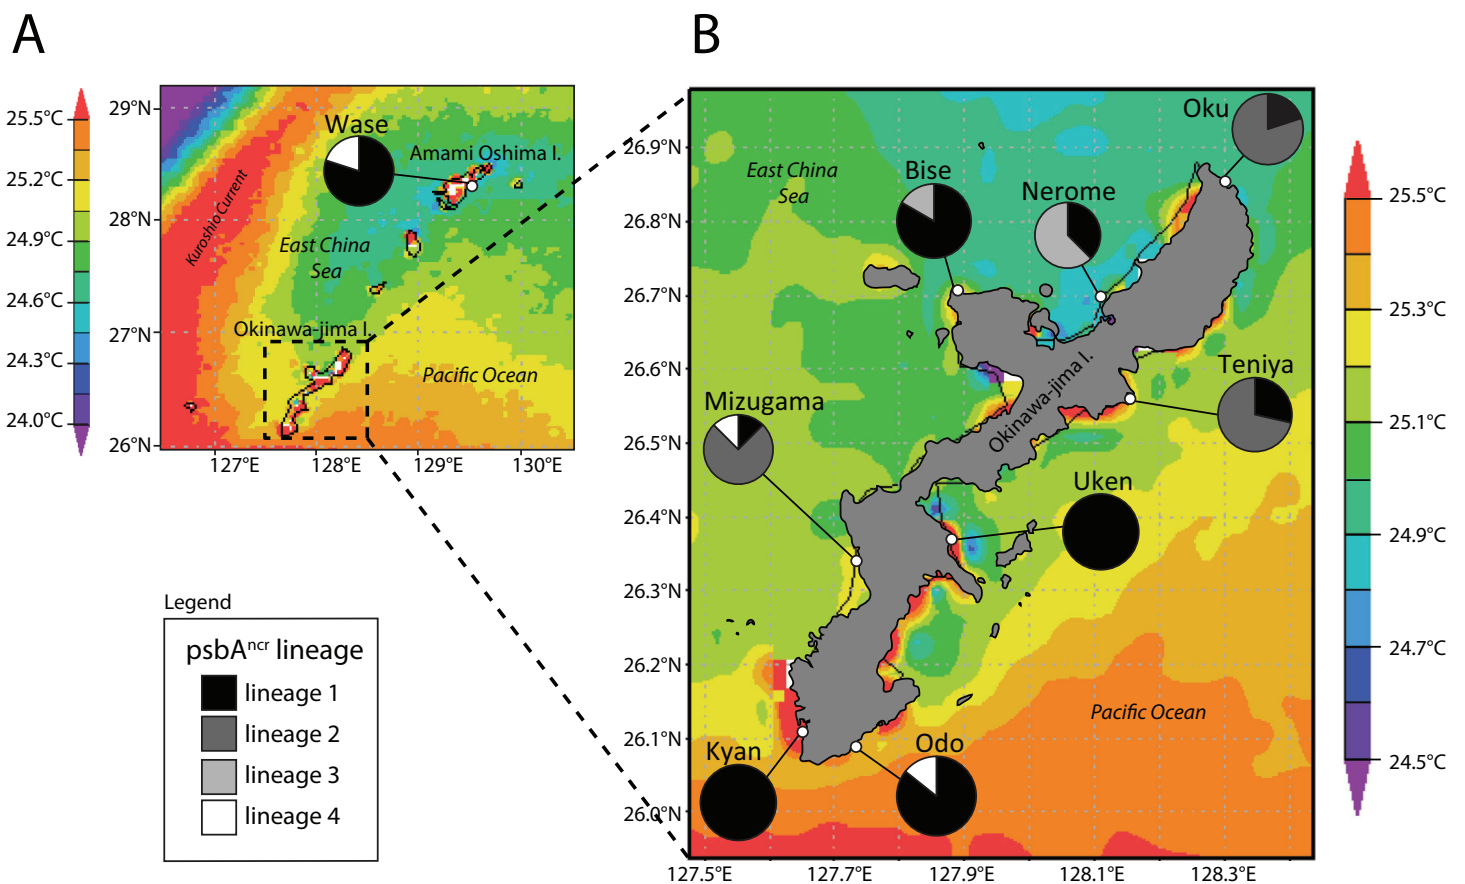 A
B
25.5°C
25.2°C
24.9°C
24.6°C
24.3°C
24.0°C
29°N
28°N
27°N
26°N
Wase
Amami Oshima I.
Kuroshio Current
East China
Sea
Okinawa-jima I.
Pacific Ocean
127°E
128°E
129°E
130°E
Legend
psbAⁿᶜʳ lineage
lineage 1
lineage 2
lineage 3
lineage 4
26.9°N
26.8°N
26.7°N
26.6°N
26.5°N
26.4°N
26.3°N
26.2°N
26.1°N
26.0°N
East China
Sea
Bise
Nerome
Oku
Teniya
Mizugama
Okinawa-jima I.
Uken
Pacific Ocean
Kyan
Odo
127.5°E
127.7°E
127.9°E
128.1°E
128.3°E
25.5°C
25.3°C
25.1°C
24.9°C
24.7°C
24.5°C